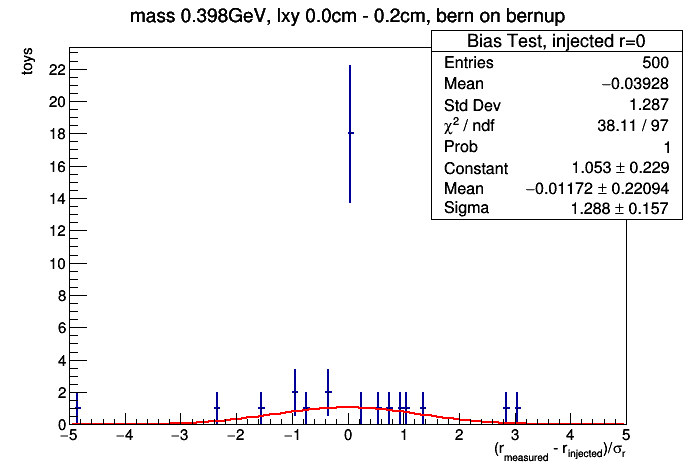 mass 0.398GeV, lxy 0.0cm - 0.2cm, bern on bernup
Bias Test, injected r=0
Entries 500
Mean −0.03928
Std Dev 1.287
χ² / ndf 38.11 / 97
Prob 1
Constant 1.053 ± 0.229
Mean −0.01172 ± 0.22094
Sigma 1.288 ± 0.157
toys
22
20
18
16
14
12
10
8
6
4
2
0
−5 −4 −3 −2 −1 0 1 2 3 4 5
(r_measured - r_injected)/σ_r